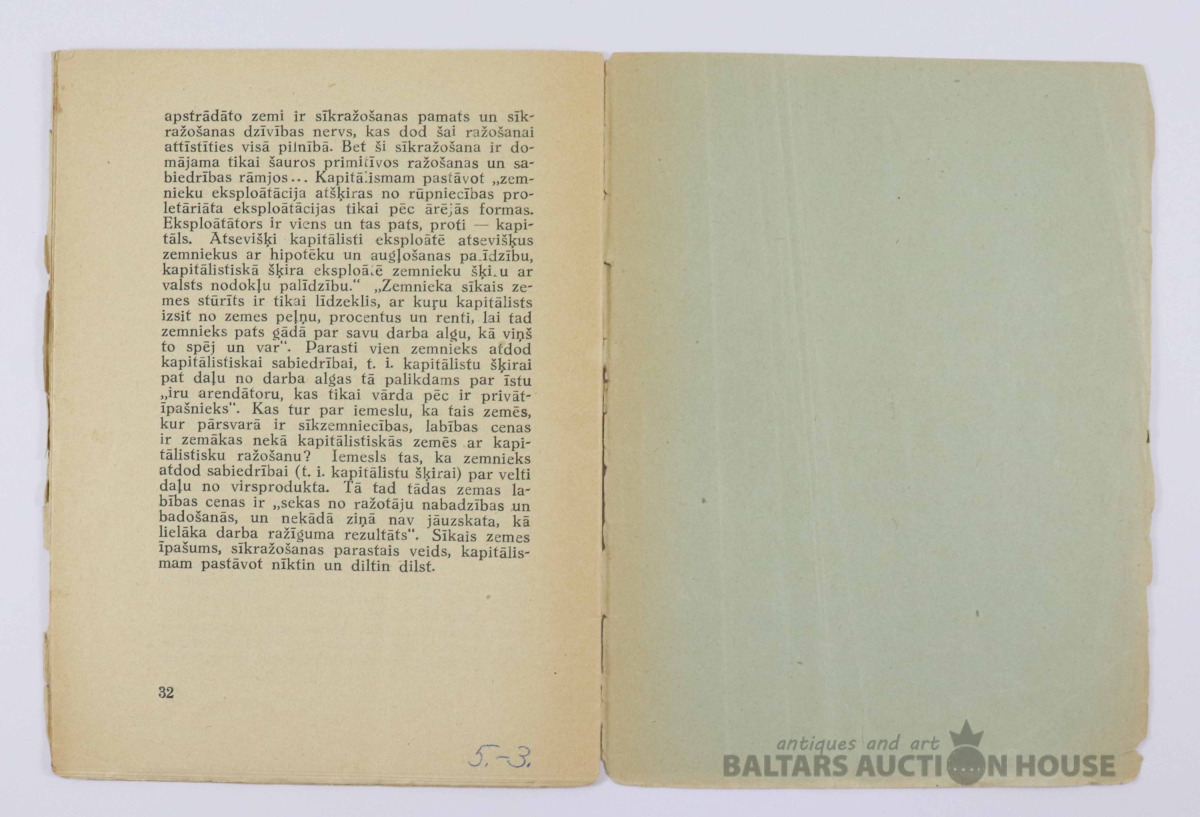 apstrādāto zemi ir sīkražošanas pamats un sīk-
ražošanas dzīvības nervs, kas dod šai ražošanai
attīstīties visā pilnībā. Bet ši sīkražošana ir do-
mājama tikai šauros primitīvos ražošanas un sa-
biedrības rāmjos... Kapitālismam pastāvot „zem-
nieku eksploātācija atšķiras no rūpniecības pro-
letāriāta eksploātācijas tikai pēc ārējās formas.
Eksploātātors ir viens un tas pats, proti — kapi-
tāls. Atsevišķi kapitālisti eksploātē atsevišķus
zemniekus ar hipotēku un augļošanas pa.īdzību,
kapitālistiskā šķira eksploā.ē zemnieku šķi.u ar
valsts nodokļu palīdzību.“ „Zemnieka sīkais ze-
mes stūrīts ir tikai līdzeklis, ar kuŗu kapitālists
izsit no zemes peļņu, procentus un renti, lai tad
zemnieks pats gādā par savu darba algu, kā viņš
to spēj un var“. Parasti vien zemnieks atdod
kapitālistiskai sabiedrībai, t. i. kapitālistu šķirai
pat daļu no darba algas tā palikdams par īstu
„iru arendātoru, kas tikai vārda pēc ir privāt-
īpašnieks“. Kas tur par iemeslu, ka tais zemēs,
kur pārsvarā ir sīkzemniecības, labības cenas
ir zemākas nekā kapitālistiskās zemēs ar kapi-
tālistisku ražošanu? Iemesls tas, ka zemnieks
atdod sabiedrībai (t. i. kapitālistu šķirai) par velti
daļu no virsprodukta. Tā tad tādas zemas la-
bības cenas ir „sekas no ražotāju nabadzības un
badošanās, un nekādā ziņā nav jāuzskata, kā
lielāka darba ražīguma rezultāts“. Sīkais zemes
īpašums, sīkražošanas parastais veids, kapitālis-
mam pastāvot nīktin un diltin dilst.
32
5.-3.
antiques and art
BALTARS AUCTION HOUSE